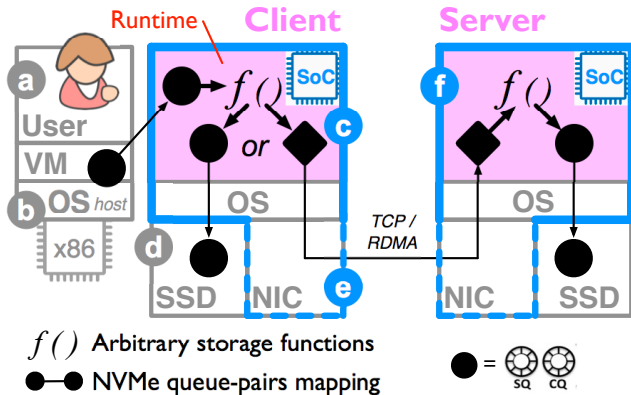 Runtime
Client
Server
a
User
VM
b
OS host
x86
f()
SoC
c
or
OS
d
SSD
NIC
e
TCP /
RDMA
f
f()
SoC
OS
NIC
SSD
f() Arbitrary storage functions
NVMe queue-pairs mapping
=
SQ CQ